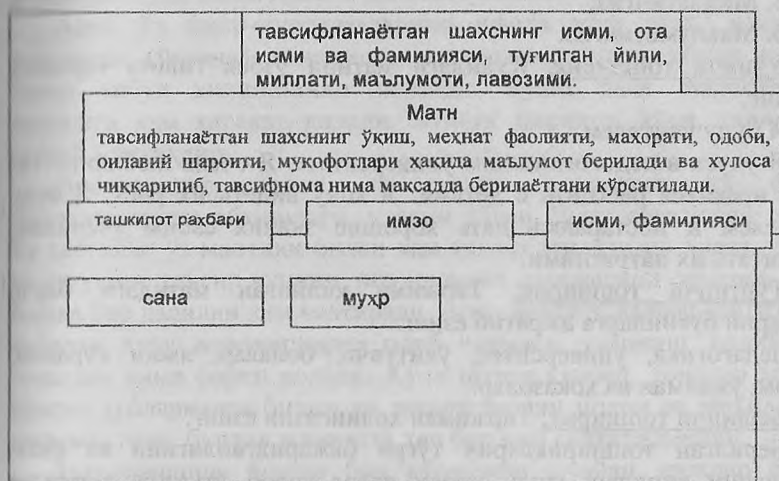 тавсифланаётган шахснинг исми, ота
исми ва фамилияси, туғилган йили,
миллати, маълумоти, лавозими.
Матн
тавсифланаётган шахснинг ўқиш, меҳнат фаолияти, маҳорати, одоби,
оилавий шароити, мукофотлари ҳақида маълумот берилади ва хулоса
чиққарилиб, тавсифнома нима мақсадда берилаётгани кўрсатилади.
ташкилот раҳбари
имзо
исми, фамилияси
сана
муҳр